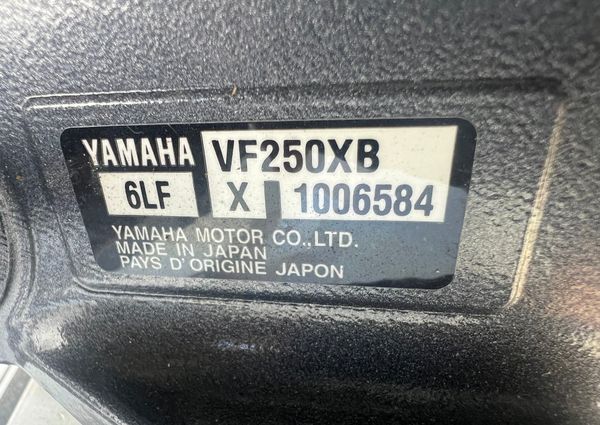 YAMAHA VF250XB
6LF X 1006584
YAMAHA MOTOR CO.,LTD.
MADE IN JAPAN
PAYS D' ORIGINE JAPON